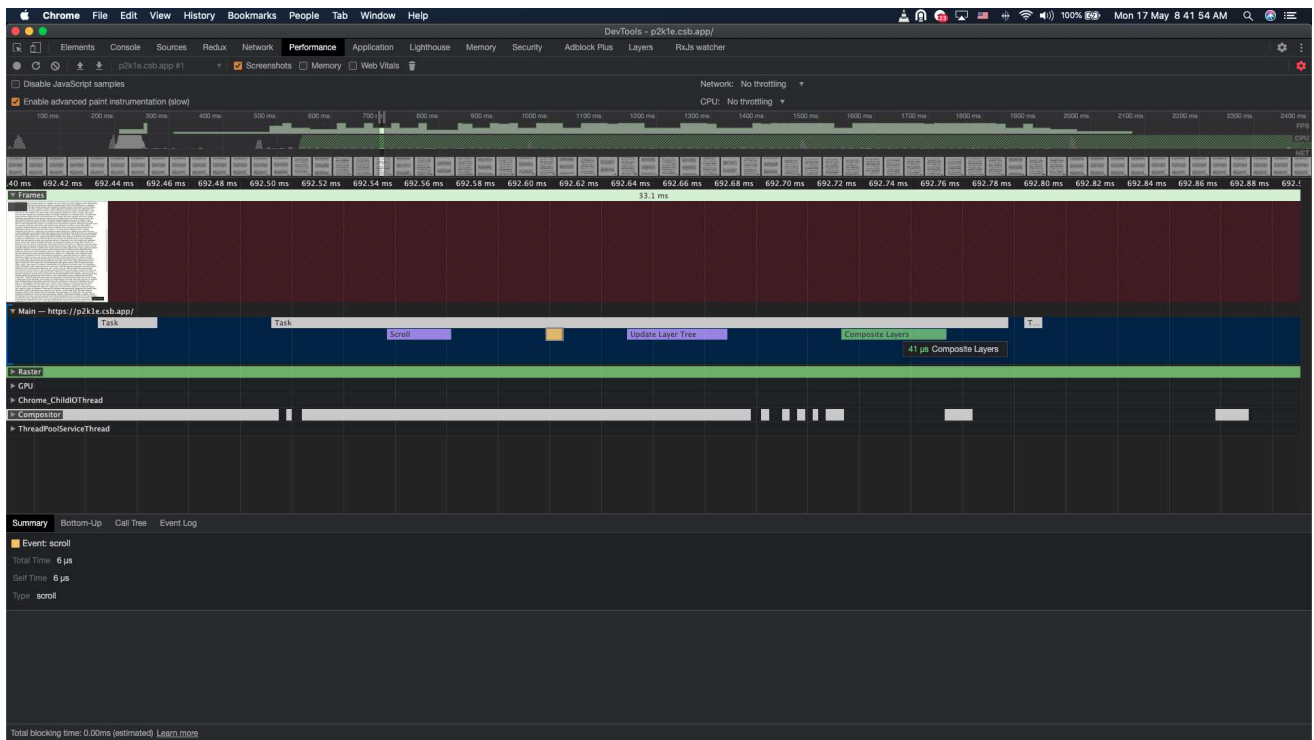 Chrome File Edit View History Bookmarks People Tab Window Help 23 100% Mon 17 May 8 41 54 AM
DevTools - p2k1e.csb.app/
Elements Console Sources Redux Network Performance Application Lighthouse Memory Security Adblock Plus Layers RxJs watcher
p2k1e.csb.app #1 Screenshots Memory Web Vitals
Disable JavaScript samples Network: No throttling
Enable advanced paint instrumentation (slow) CPU: No throttling
100 ms 200 ms 300 ms 400 ms 500 ms 600 ms 700 800 ms 900 ms 1000 ms 1100 ms 1200 ms 1300 ms 1400 ms 1500 ms 1600 ms 1700 ms 1800 ms 1900 ms 2000 ms 2100 ms 2200 ms 2300 ms 2400 ms
FPS
CPU
NET
.40 ms 692.42 ms 692.44 ms 692.46 ms 692.48 ms 692.50 ms 692.52 ms 692.54 ms 692.56 ms 692.58 ms 692.60 ms 692.62 ms 692.64 ms 692.66 ms 692.68 ms 692.70 ms 692.72 ms 692.74 ms 692.76 ms 692.78 ms 692.80 ms 692.82 ms 692.84 ms 692.86 ms 692.88 ms
Frames 33.1 ms
Main — https://p2k1e.csb.app/
Task Task T...
Scroll Update Layer Tree Composite Layers
41 μs Composite Layers
Raster
GPU
Chrome_ChildIOThread
Compositor
ThreadPoolServiceThread
Summary Bottom-Up Call Tree Event Log
Event: scroll
Total Time 6 μs
Self Time 6 μs
Type scroll
Total blocking time: 0.00ms (estimated) Learn more